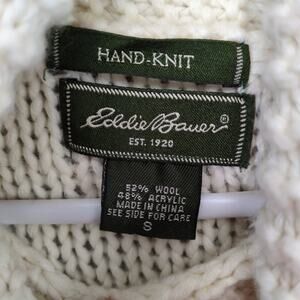 HAND-KNIT
Eddie Bauer®
EST. 1920
52% WOOL
48% ACRYLIC
MADE IN CHINA
SEE SIDE FOR CARE
S